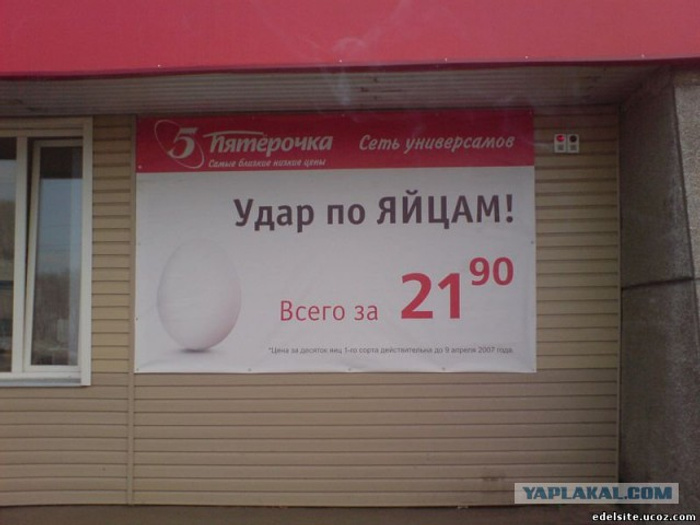 5 Пятёрочка Сеть универсамов
Самые близкие низкие цены
Удар по ЯЙЦАМ!
Всего за 21 90
*Цена за десяток яиц 1-го сорта действительна до 9 апреля 2007 года.
YAPLAKAL.COM
edelsite.ucoz.com